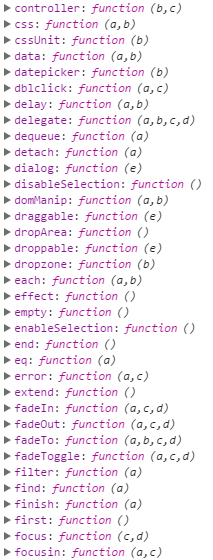 controller: function (b,c)
css: function (a,b)
cssUnit: function (b)
data: function (a,b)
datepicker: function (b)
dblclick: function (a,c)
delay: function (a,b)
delegate: function (a,b,c,d)
dequeue: function (a)
detach: function (a)
dialog: function (e)
disableSelection: function ()
domManip: function (a,b)
draggable: function (e)
dropArea: function ()
droppable: function (e)
dropzone: function (b)
each: function (a,b)
effect: function ()
empty: function ()
enableSelection: function ()
end: function ()
eq: function (a)
error: function (a,c)
extend: function ()
fadeIn: function (a,c,d)
fadeOut: function (a,c,d)
fadeTo: function (a,b,c,d)
fadeToggle: function (a,c,d)
filter: function (a)
find: function (a)
finish: function (a)
first: function ()
focus: function (c,d)
focusin: function (a,c)